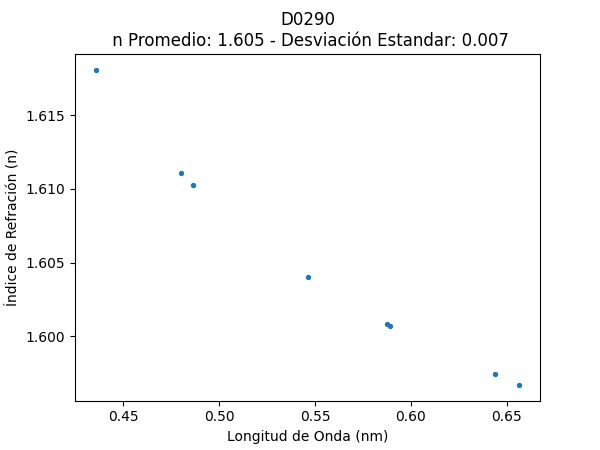 D0290
n Promedio: 1.605 - Desviación Estandar: 0.007
1.615
1.610
1.605
1.600
Índice de Refración (n)
0.45 0.50 0.55 0.60 0.65
Longitud de Onda (nm)